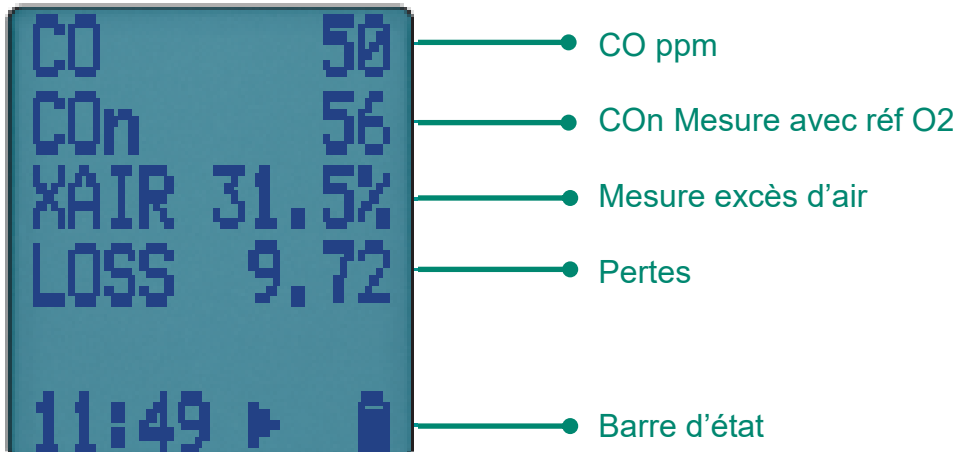 CO 50 CO ppm
COn 56 COn Mesure avec réf O2
XAIR 31.5% Mesure excès d’air
LOSS 9.72 Pertes
11:49 Barre d’état